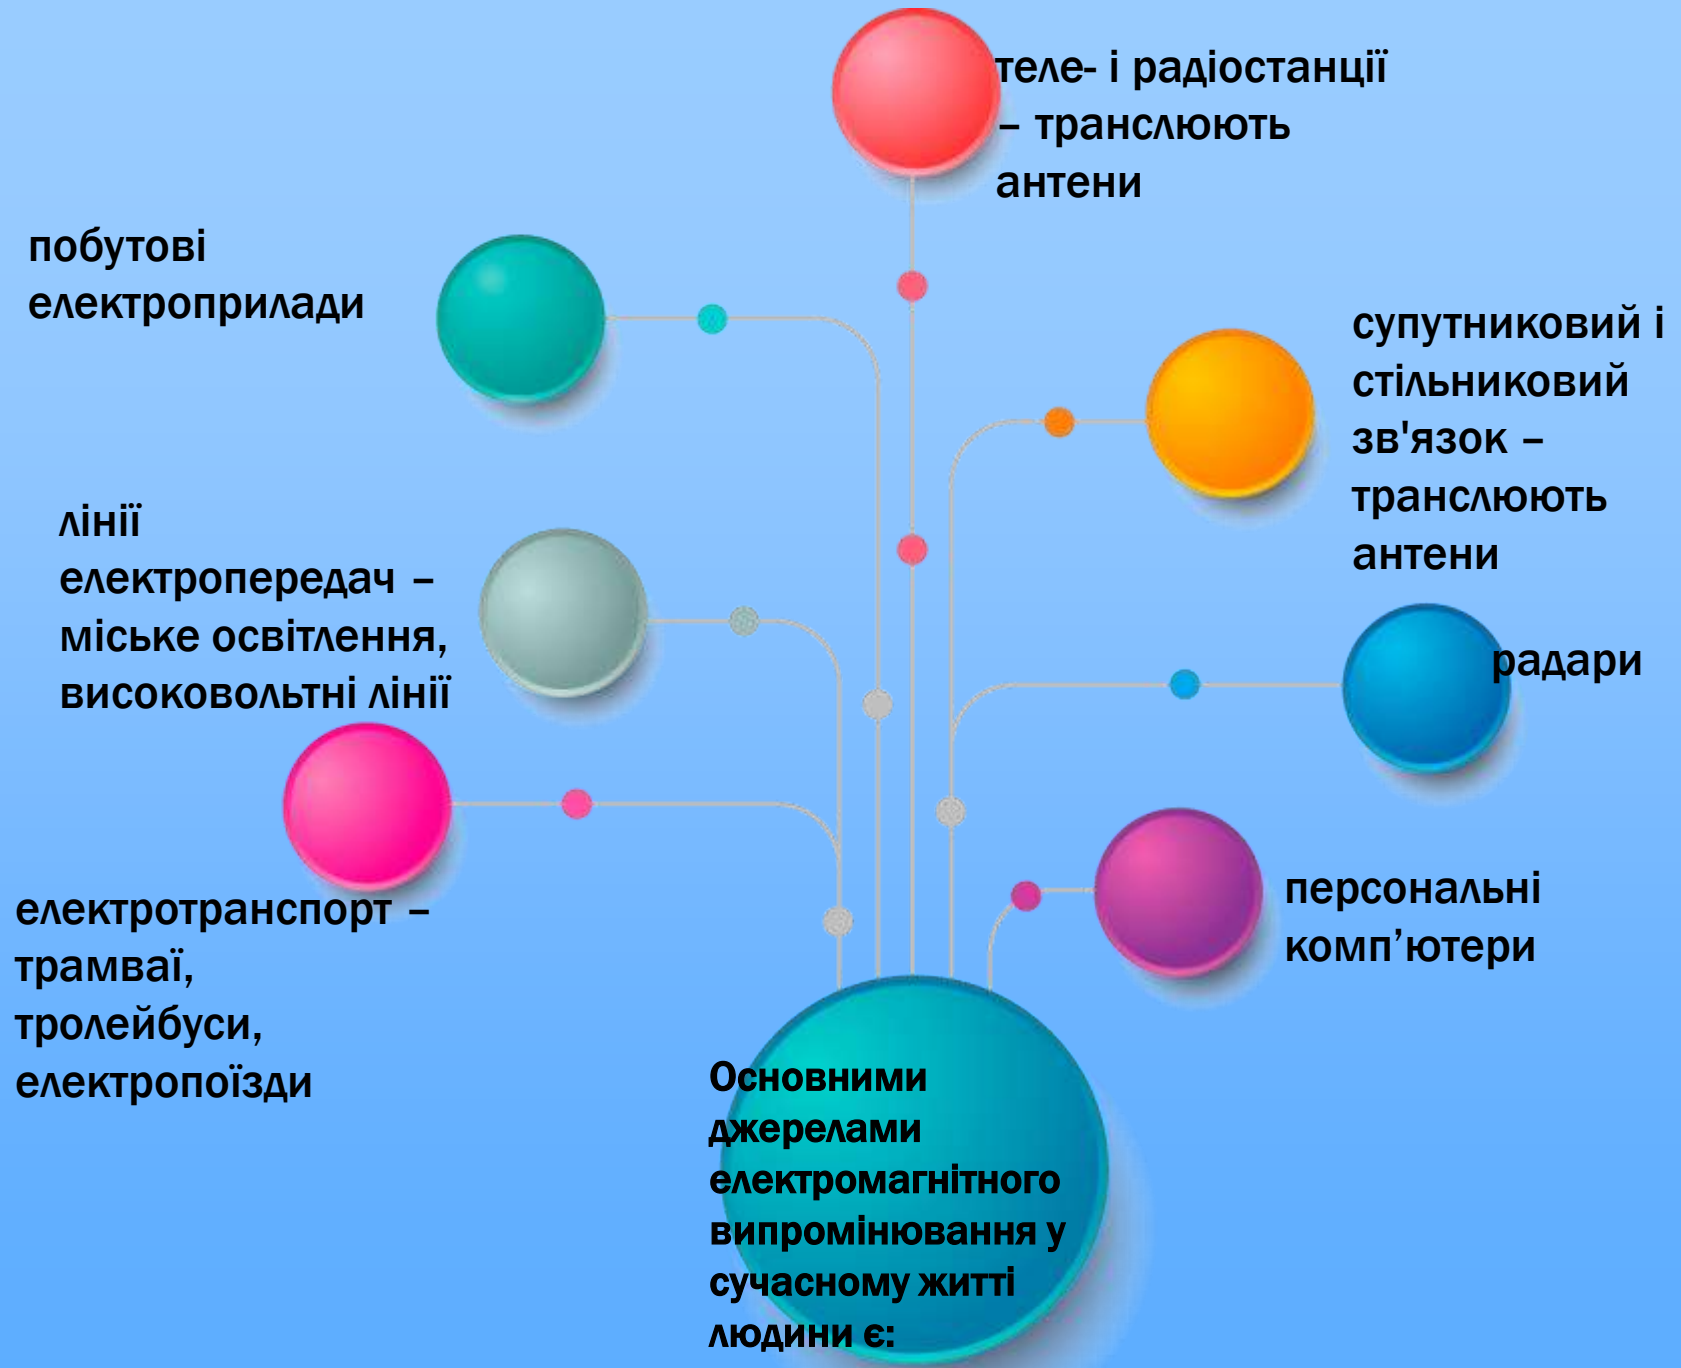 теле- і радіостанції
– транслюють
антени
побутові
електроприлади
супутниковий і
стільниковий
зв'язок –
транслюють
антени
лінії
електропередач –
міське освітлення,
високовольтні лінії
радари
електротранспорт –
трамваї,
тролейбуси,
електропоїзди
персональні
комп’ютери
Основними
джерелами
електромагнітного
випромінювання у
сучасному житті
людини є: